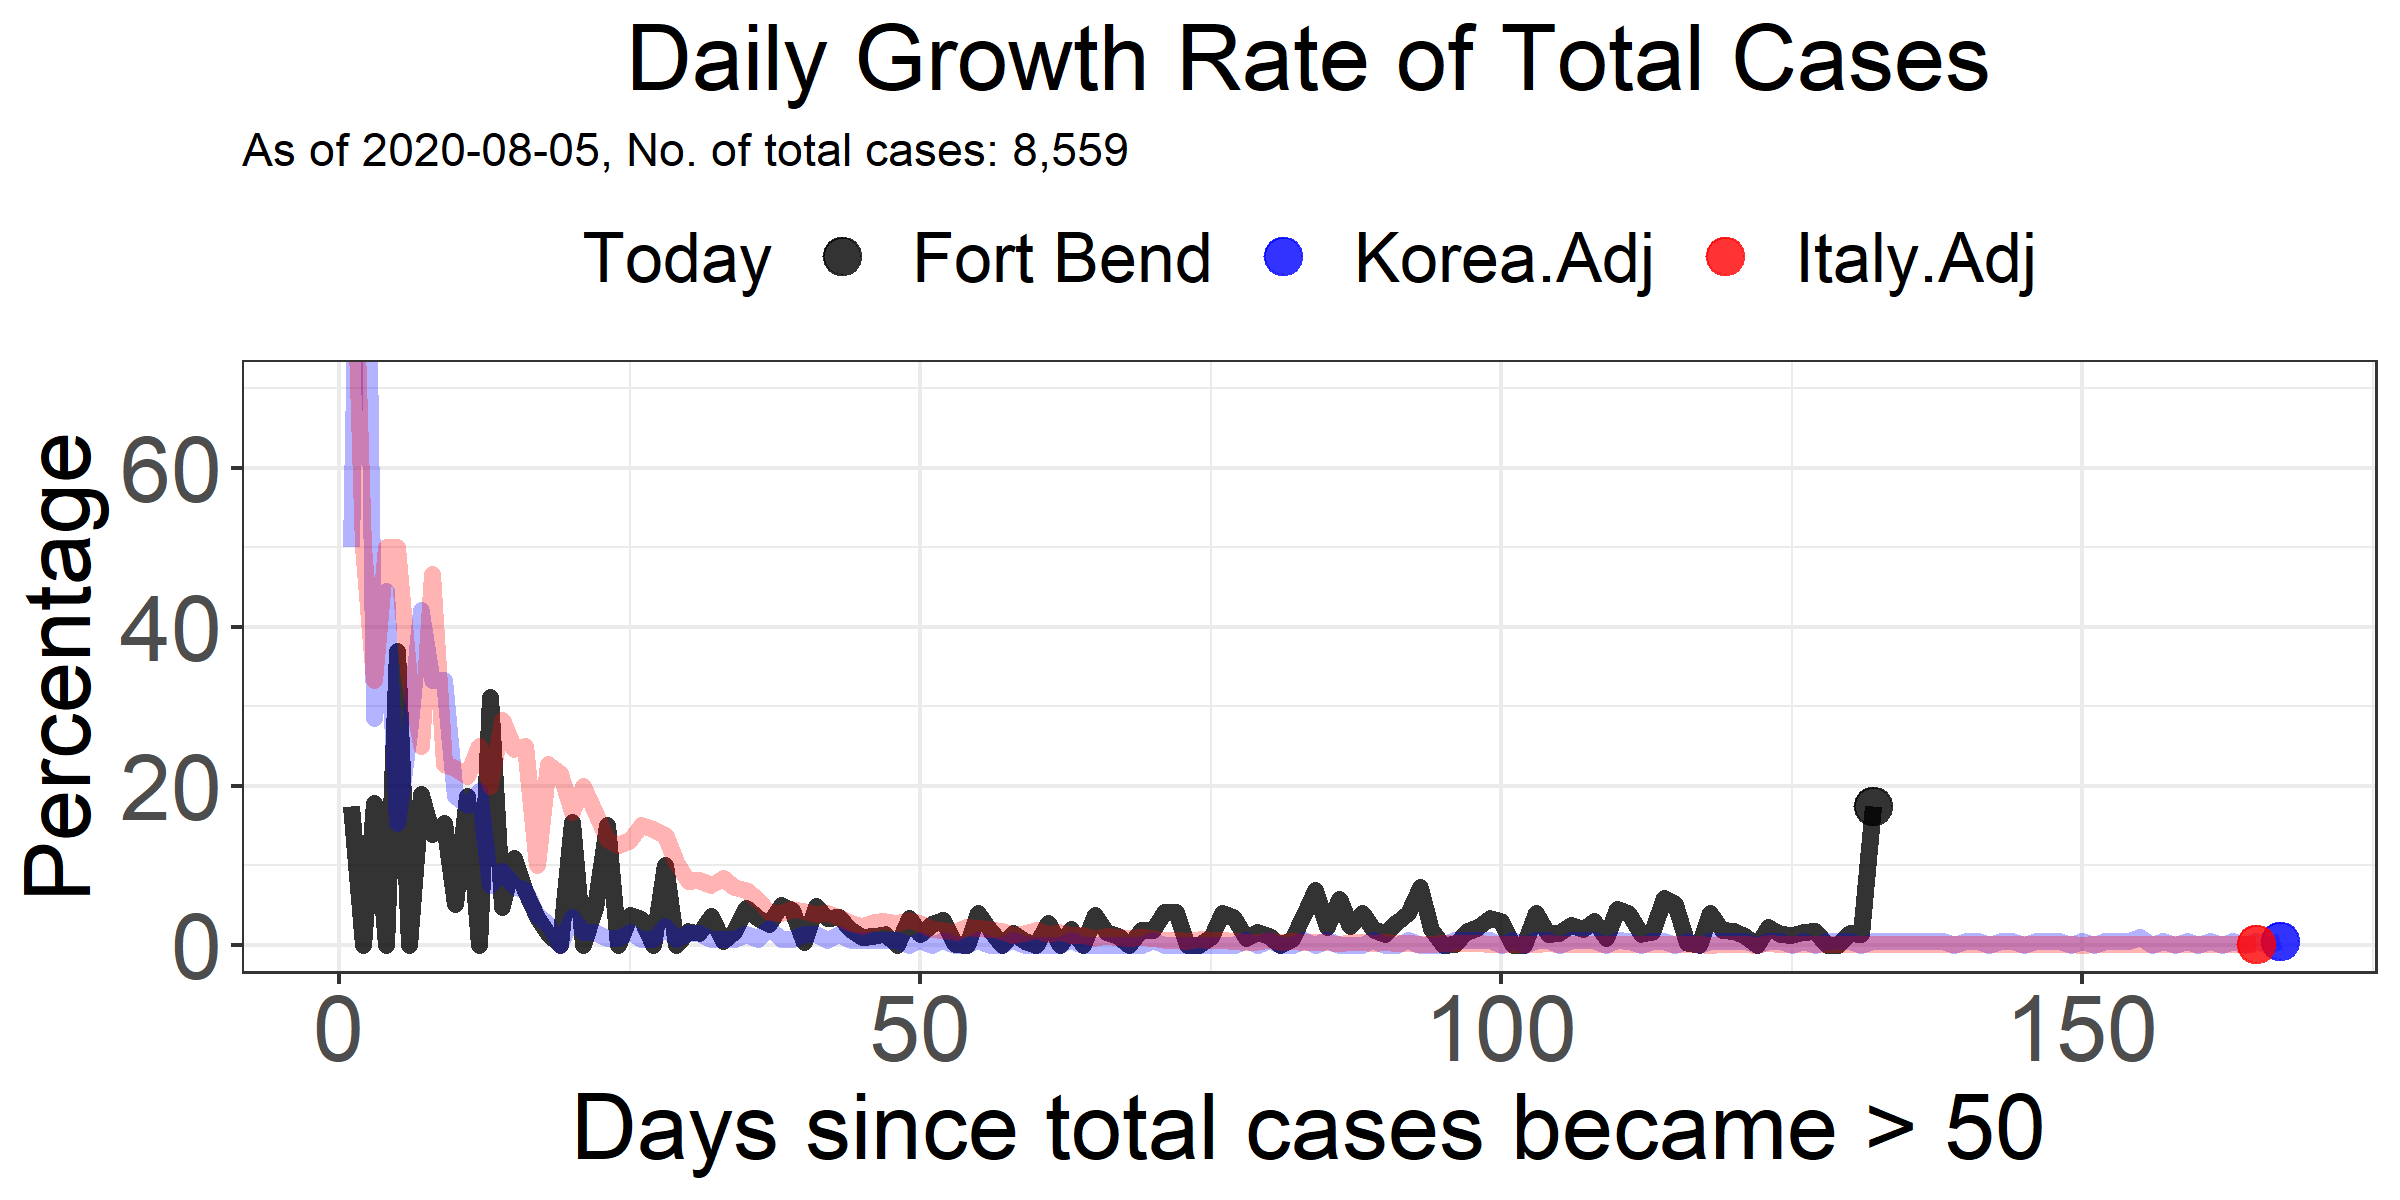 Daily Growth Rate of Total Cases
As of 2020-08-05, No. of total cases: 8,559
Today Fort Bend Korea.Adj Italy.Adj
Percentage
60
40
20
0
0 50 100 150
Days since total cases became > 50